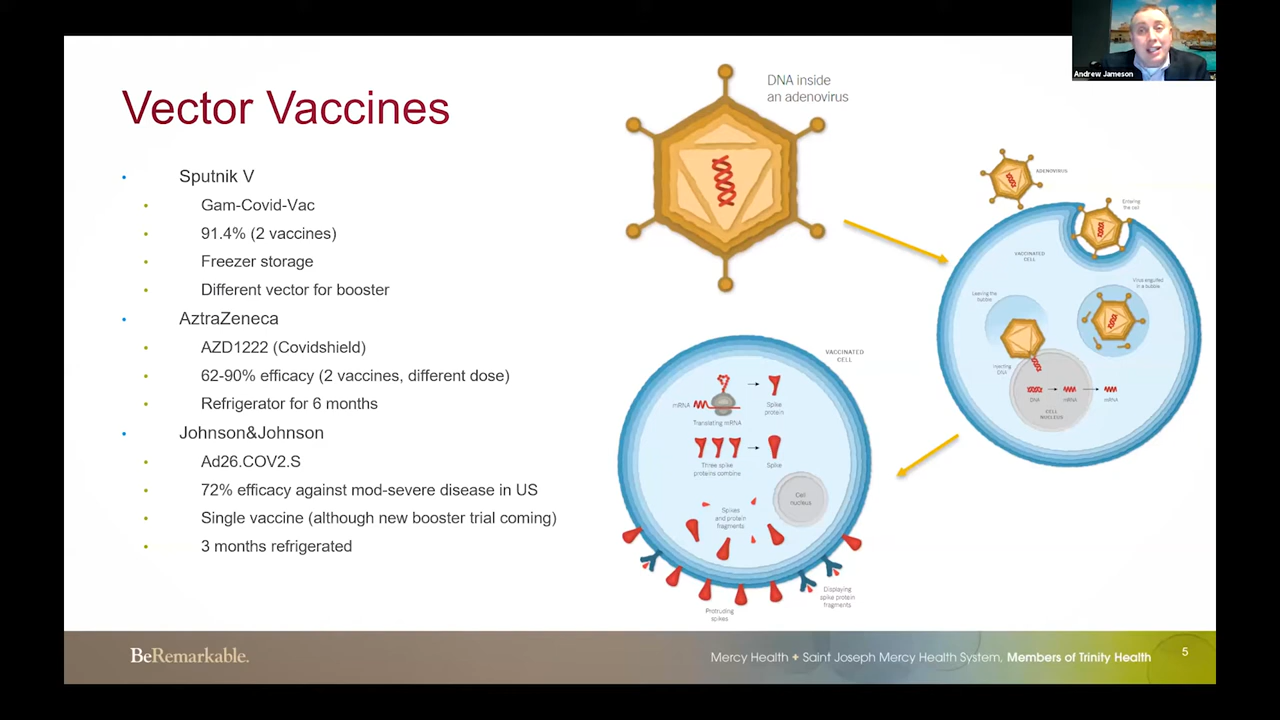 Andrew Jameson
Vector Vaccines
Sputnik V
Gam-Covid-Vac
91.4% (2 vaccines)
Freezer storage
Different vector for booster
AztraZeneca
AZD1222 (Covidshield)
62-90% efficacy (2 vaccines, different dose)
Refrigerator for 6 months
Johnson&Johnson
Ad26.COV2.S
72% efficacy against mod-severe disease in US
Single vaccine (although new booster trial coming)
3 months refrigerated
DNA inside
an adenovirus
ADENOVIRUS
Entering
the cell
VACCINATED
CELL
Virus engulfed
in a bubble
Leaving the
bubble
Injecting
DNA
DNA
mRNA
mRNA
CELL
NUCLEUS
VACCINATED
CELL
mRNA
Translating mRNA
Spike
protein
Three spike
proteins combine
Spike
Cell
nucleus
Spikes
and protein
fragments
Displaying
spike protein
fragments
Protruding
spikes
BeRemarkable.
Mercy Health ✦ Saint Joseph Mercy Health System, Members of Trinity Health
5